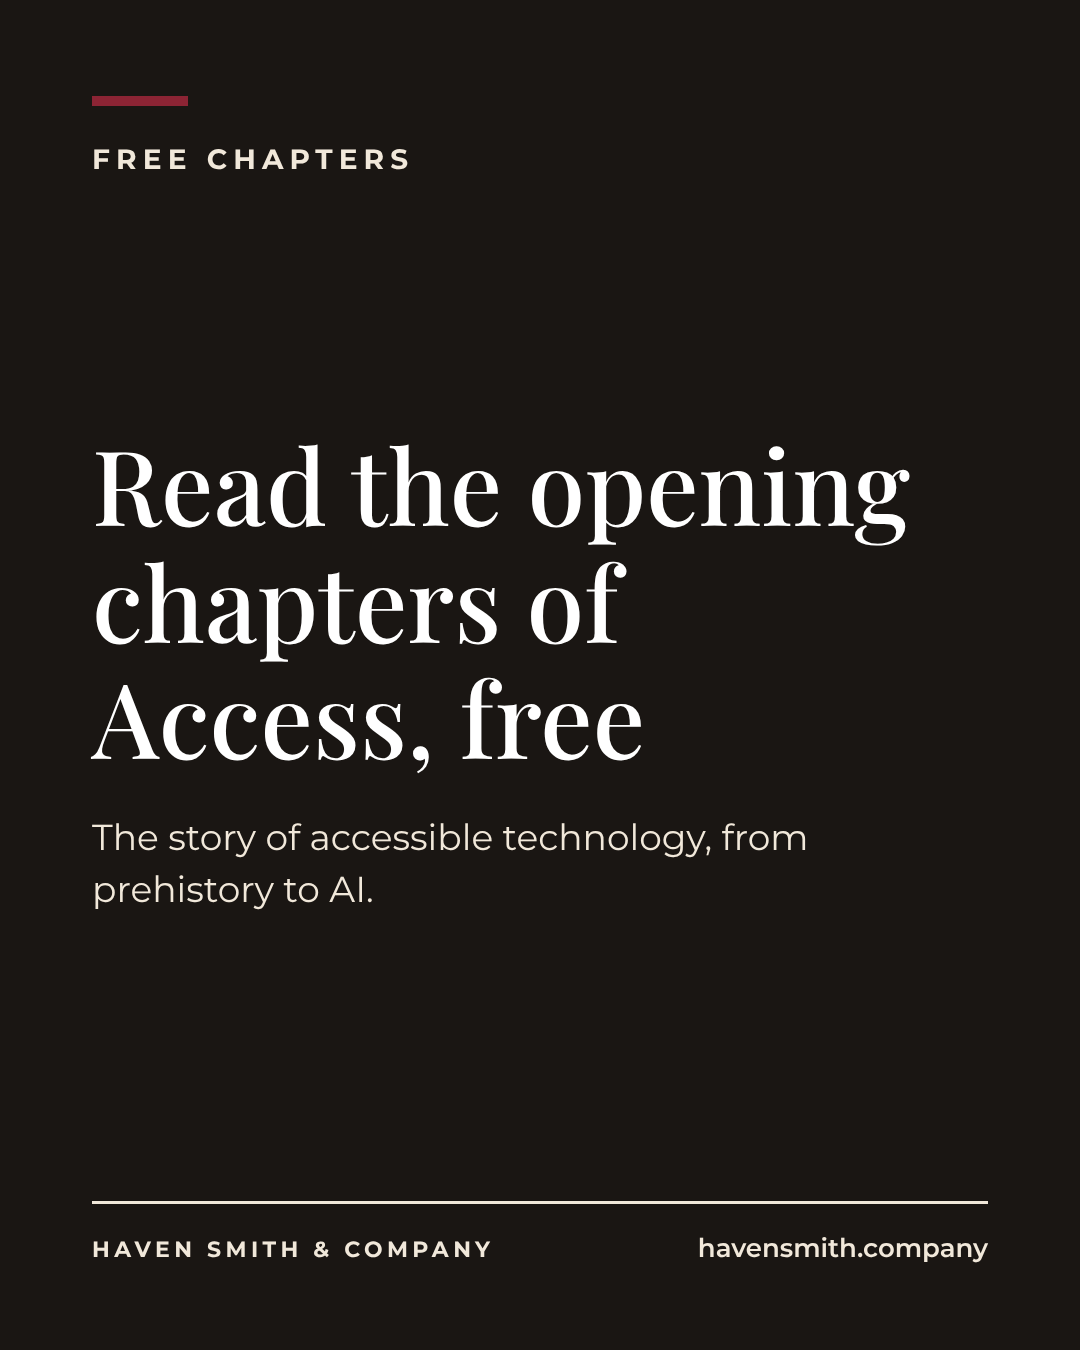 FREE CHAPTERS
Read the opening
chapters of
Access, free
The story of accessible technology, from
prehistory to AI.
HAVEN SMITH & COMPANY
havensmith.company